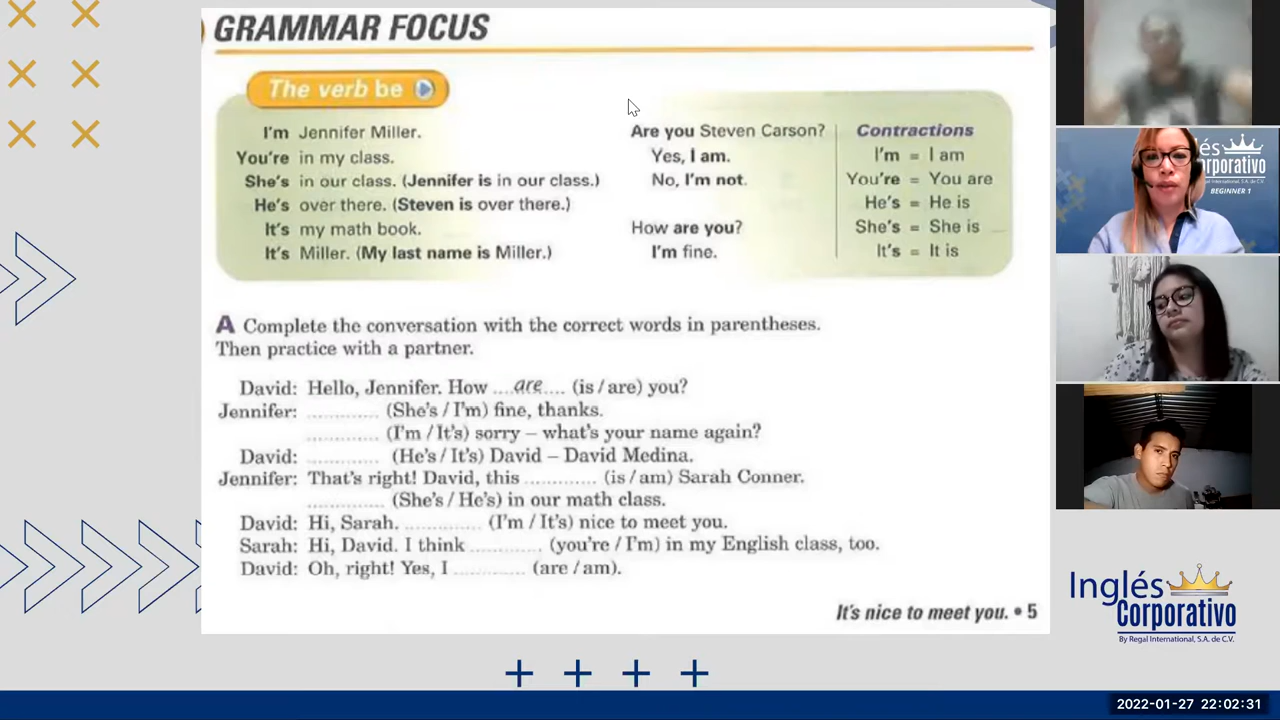 GRAMMAR FOCUS
The verb be
I'm Jennifer Miller.
You're in my class.
She's in our class. (Jennifer is in our class.)
He's over there. (Steven is over there.)
It's my math book.
It's Miller. (My last name is Miller.)
Are you Steven Carson?
Yes, I am.
No, I'm not.
How are you?
I'm fine.
Contractions
I'm = I am
You're = You are
He's = He is
She's = She is
It's = It is
A Complete the conversation with the correct words in parentheses.
Then practice with a partner.
David: Hello, Jennifer. How ....are.... (is / are) you?
Jennifer: ............ (She's / I'm) fine, thanks.
............ (I'm / It's) sorry – what's your name again?
David: ............ (He's / It's) David – David Medina.
Jennifer: That's right! David, this ............ (is / am) Sarah Conner.
............ (She's / He's) in our math class.
David: Hi, Sarah. ............ (I'm / It's) nice to meet you.
Sarah: Hi, David. I think ............ (you're / I'm) in my English class, too.
David: Oh, right! Yes, I ............ (are / am).
It's nice to meet you. • 5
és
rporativo
BEGINNER 1
Inglés
Corporativo
By Regal International, S.A. de C.V.
2022-01-27 22:02:31